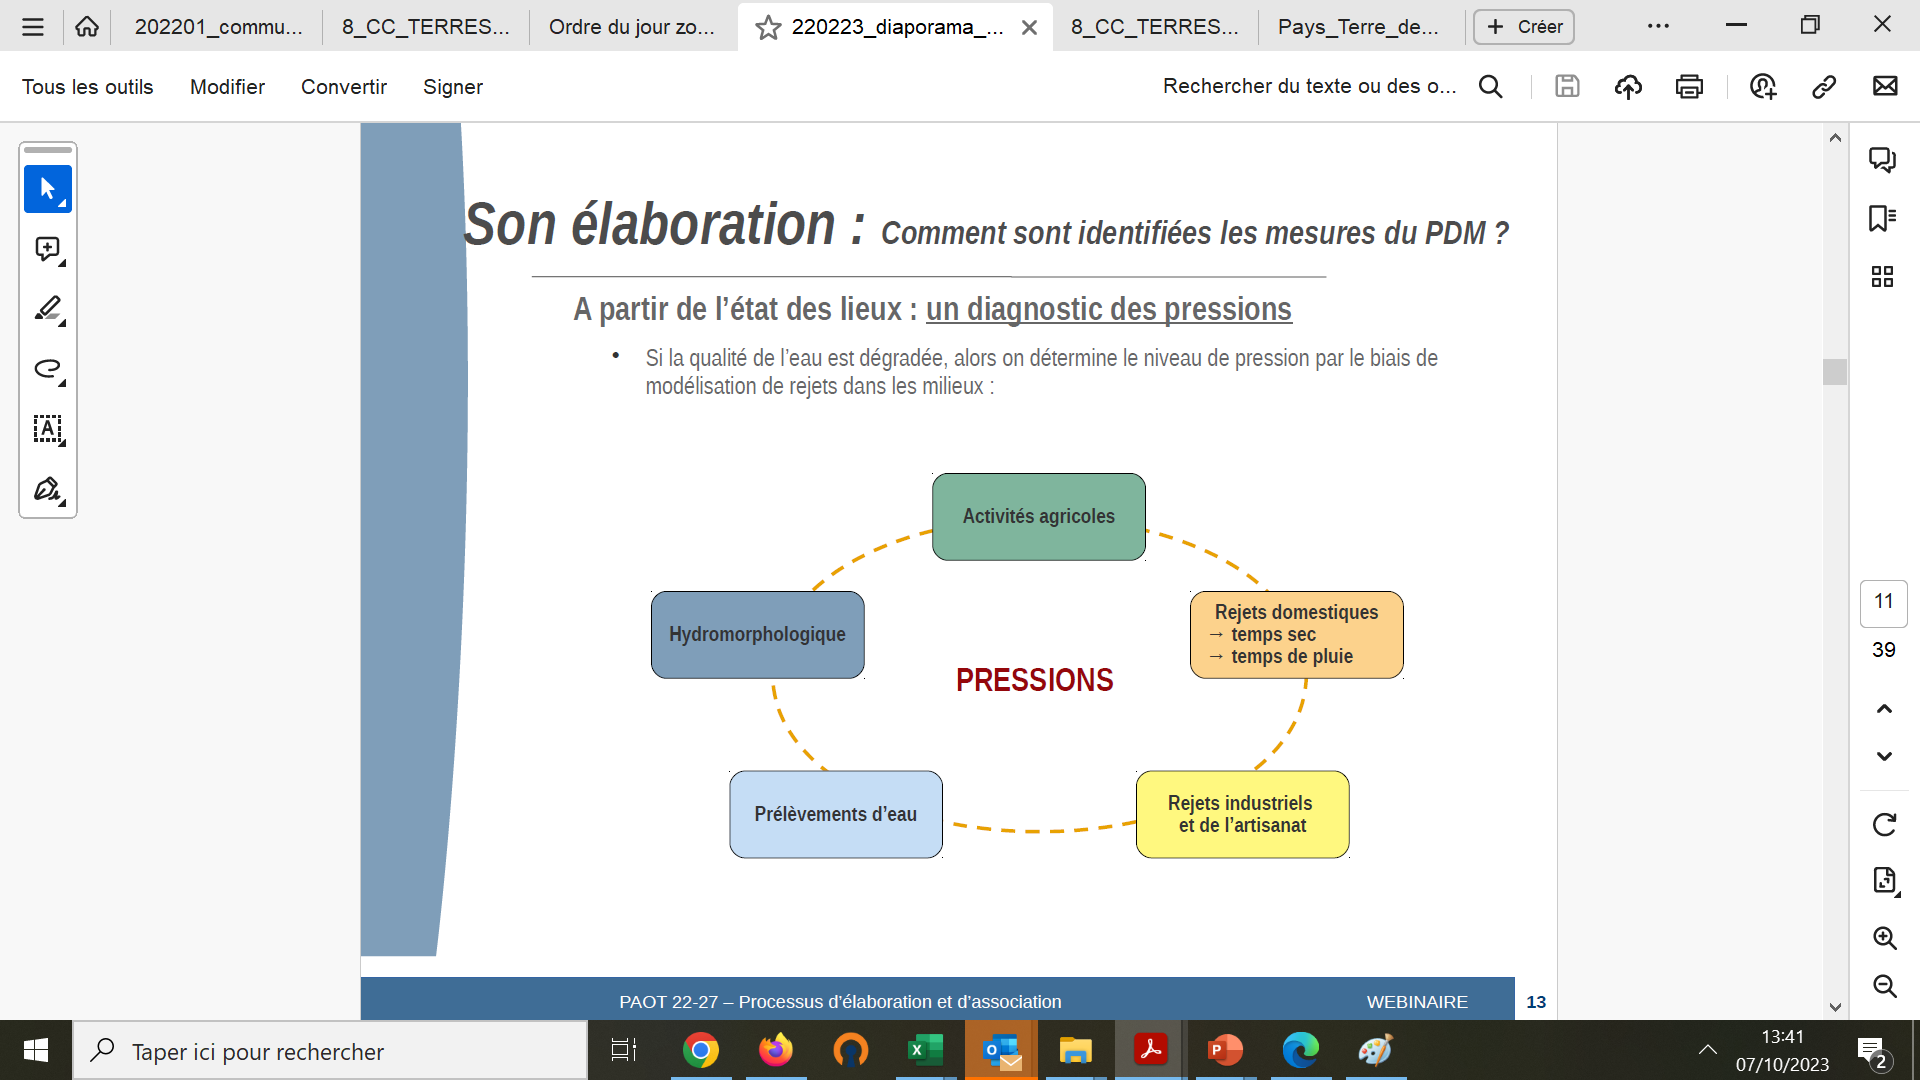 202201_commu...
8_CC_TERRES...
Ordre du jour zo...
220223_diaporama_...
8_CC_TERRES...
Pays_Terre_de...
Créer
Tous les outils
Modifier
Convertir
Signer
Rechercher du texte ou des o...
Son élaboration : Comment sont identifiées les mesures du PDM ?
A partir de l’état des lieux : un diagnostic des pressions
• Si la qualité de l’eau est dégradée, alors on détermine le niveau de pression par le biais de
modélisation de rejets dans les milieux :
Activités agricoles
Hydromorphologique
Rejets domestiques
→ temps sec
→ temps de pluie
PRESSIONS
Prélèvements d’eau
Rejets industriels
et de l’artisanat
11
39
PAOT 22-27 – Processus d’élaboration et d’association
WEBINAIRE
13
Taper ici pour rechercher
13:41
07/10/2023
2